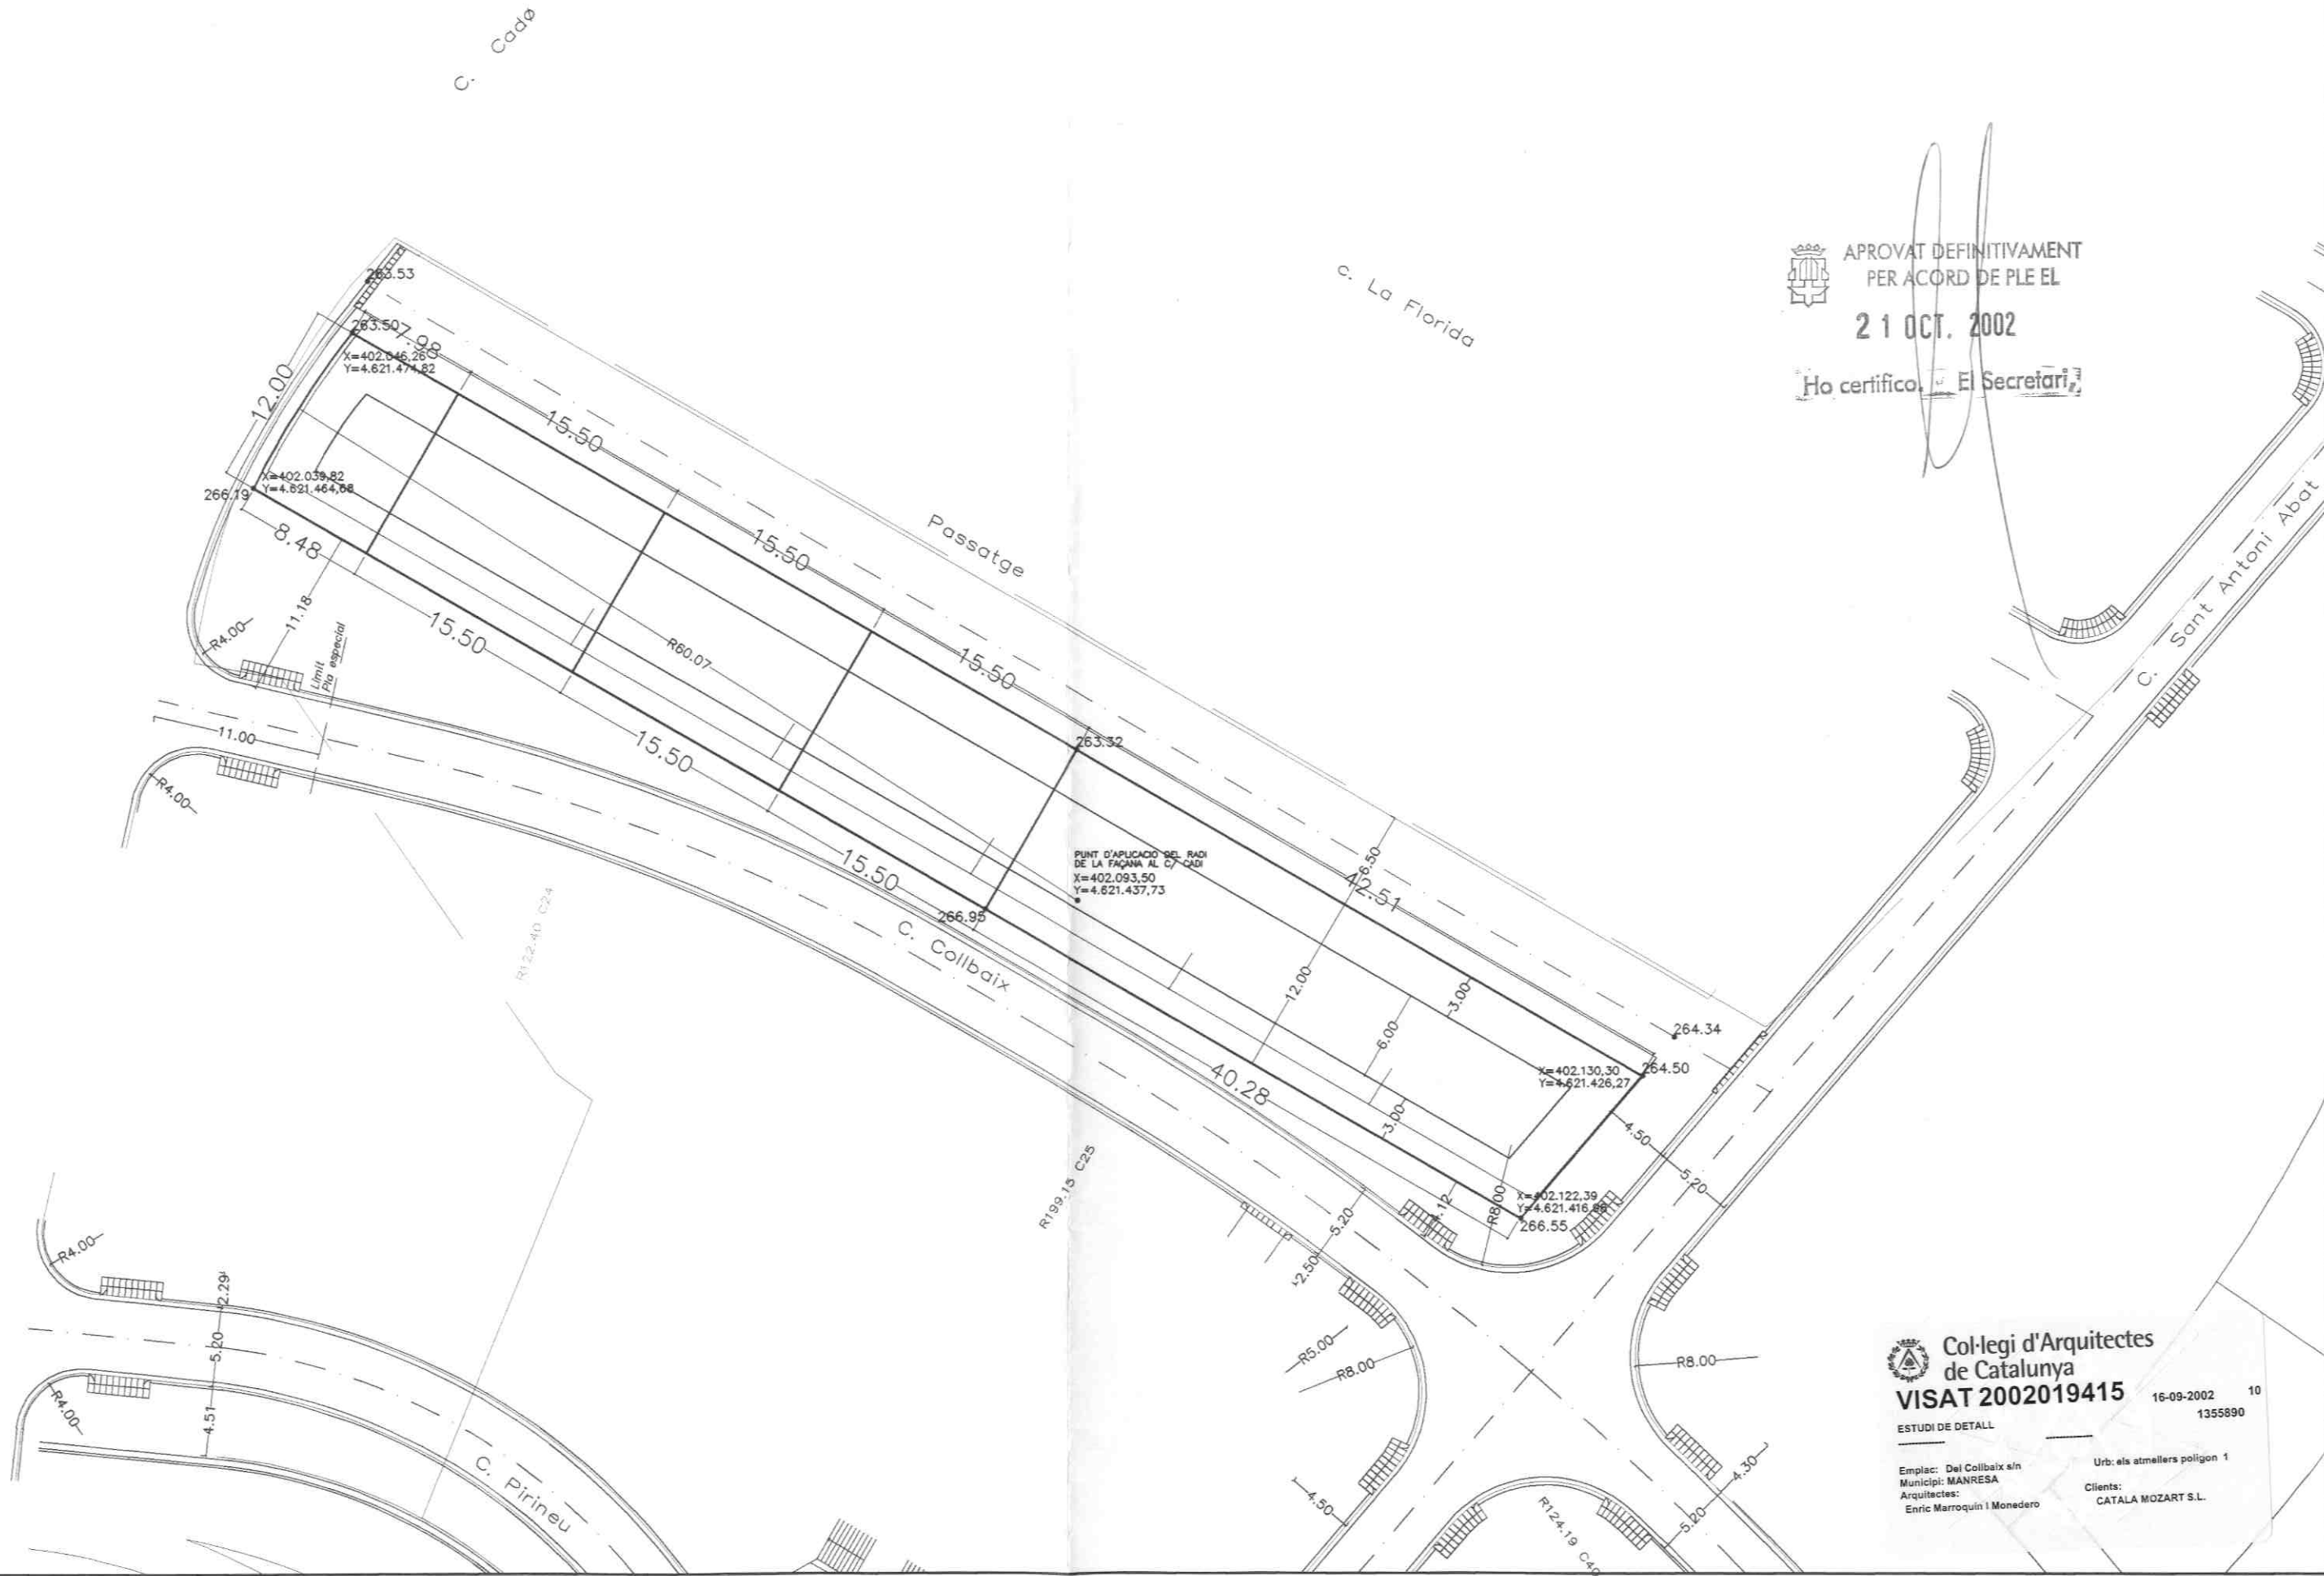 C. Cadø
C. La Florida
APROVAT DEFINITIVAMENT
PER ACORD DE PLE EL
21 OCT. 2002
Ho certifico, El Secretari,
263.53
263.50
7.98
X=402.046,26
Y=4.621.474,82
12.00
15.50
X=402.039,82
Y=4.621.464,68
266.19
8.48
Passatge
15.50
C. Sant Antoni Abat
11.18
R4.00
Límit
Pla especial
15.50
R60.07
15.50
11.00
15.50
263.32
R4.00
15.50
PUNT D'APLICACIO DEL RADI
DE LA FAÇANA AL C/ CADI
X=402.093,50
Y=4.621.437,73
6.50
42.51
266.95
C. Collbaix
R122.40 C24
12.00
3.00
6.00
264.34
40.28
X=402.130,30
Y=4.621.426,27
264.50
3.00
4.50
5.20
R199.15 C25
4.12
R8.00
X=402.122,39
Y=4.621.416
266.55
5.20
2.50
R4.00
2.29
5.20
R5.00
R8.00
R8.00
R4.00
4.51
C. Pirineu
4.50
R124.19 C40
5.20
4.30
Col·legi d'Arquitectes
de Catalunya
VISAT 2002019415 16-09-2002 10
1355890
ESTUDI DE DETALL
Emplac: Del Collbaix s/n Urb: els atmellers poligon 1
Municipi: MANRESA
Arquitectes: Clients:
Enric Marroquin I Monedero CATALA MOZART S.L.